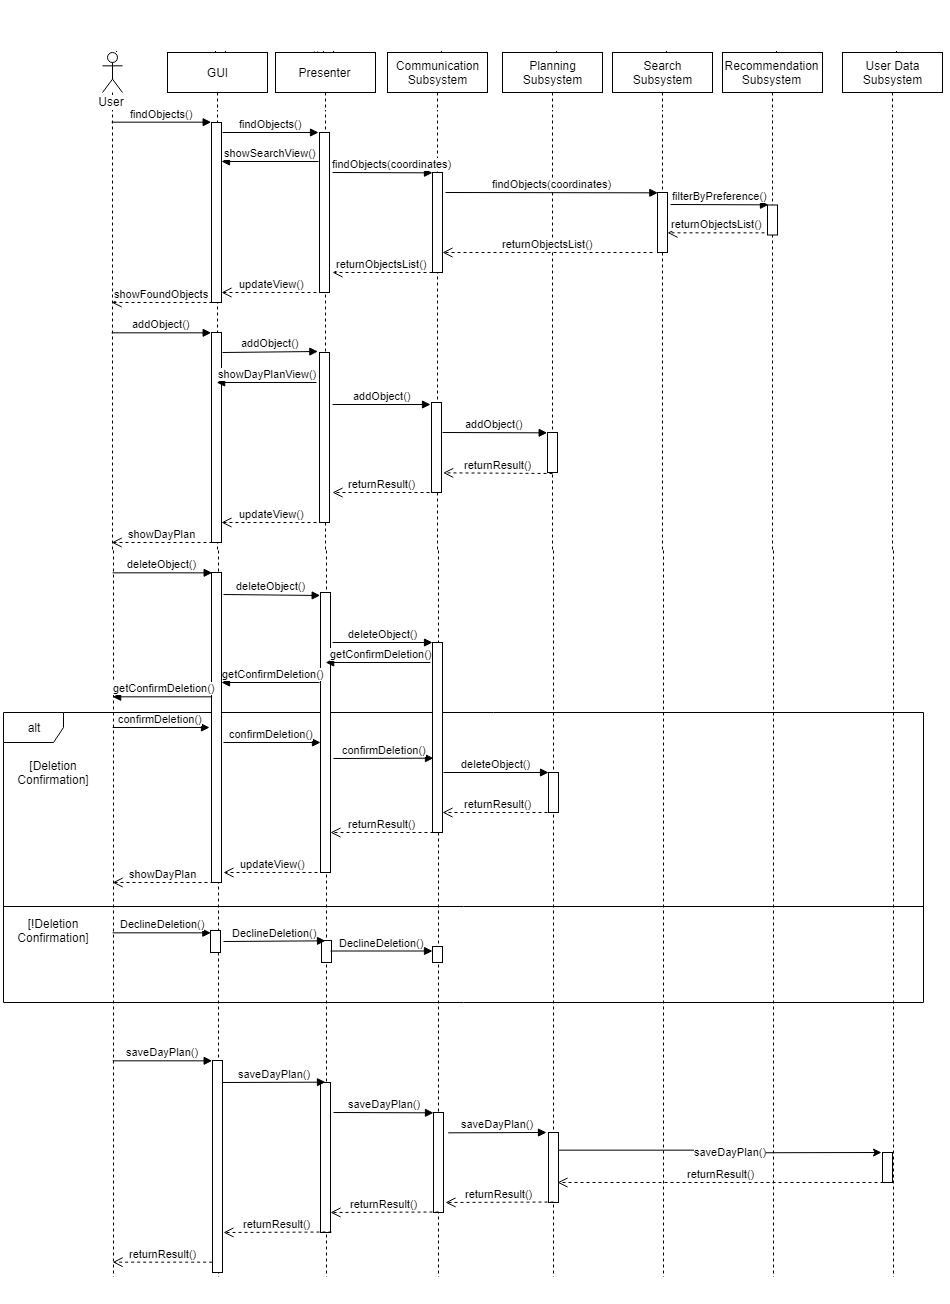 User
GUI
Presenter
Communication
Subsystem
Planning
Subsystem
Search
Subsystem
Recommendation
Subsystem
User Data
Subsystem
findObjects()
findObjects()
showSearchView()
findObjects(coordinates)
findObjects(coordinates)
filterByPreference()
returnObjectsList()
returnObjectsList()
returnObjectsList()
updateView()
showFoundObjects
addObject()
addObject()
showDayPlanView()
addObject()
addObject()
returnResult()
returnResult()
updateView()
showDayPlan
deleteObject()
deleteObject()
deleteObject()
getConfirmDeletion()
getConfirmDeletion()
getConfirmDeletion()
alt
[Deletion
Confirmation]
confirmDeletion()
confirmDeletion()
confirmDeletion()
deleteObject()
returnResult()
returnResult()
updateView()
showDayPlan
[!Deletion
Confirmation]
DeclineDeletion()
DeclineDeletion()
DeclineDeletion()
saveDayPlan()
saveDayPlan()
saveDayPlan()
saveDayPlan()
saveDayPlan()
returnResult()
returnResult()
returnResult()
returnResult()
returnResult()